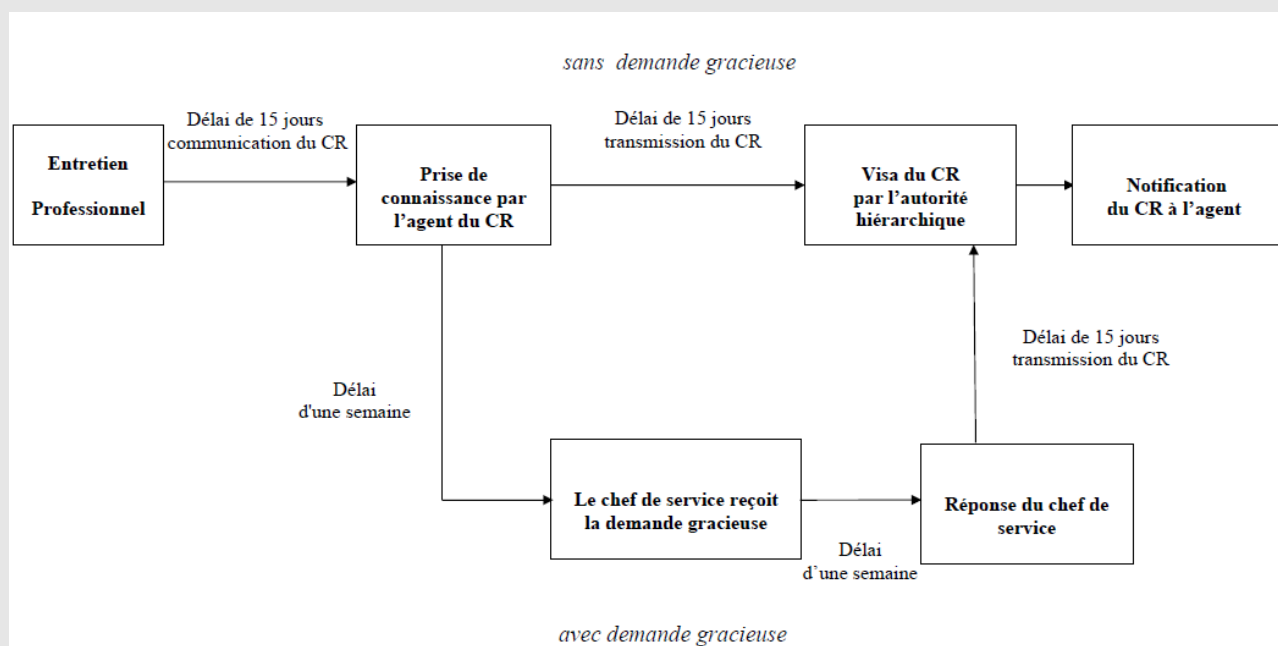 sans demande gracieuse
Délai de 15 jours
communication du CR
Délai de 15 jours
transmission du CR
Entretien
Professionnel
Prise de
connaissance par
l'agent du CR
Visa du CR
par l'autorité
hiérarchique
Notification
du CR à l'agent
Délai de 15 jours
transmission du CR
Délai
d'une semaine
Le chef de service reçoit
la demande gracieuse
Réponse du chef de
service
Délai
d'une semaine
avec demande gracieuse